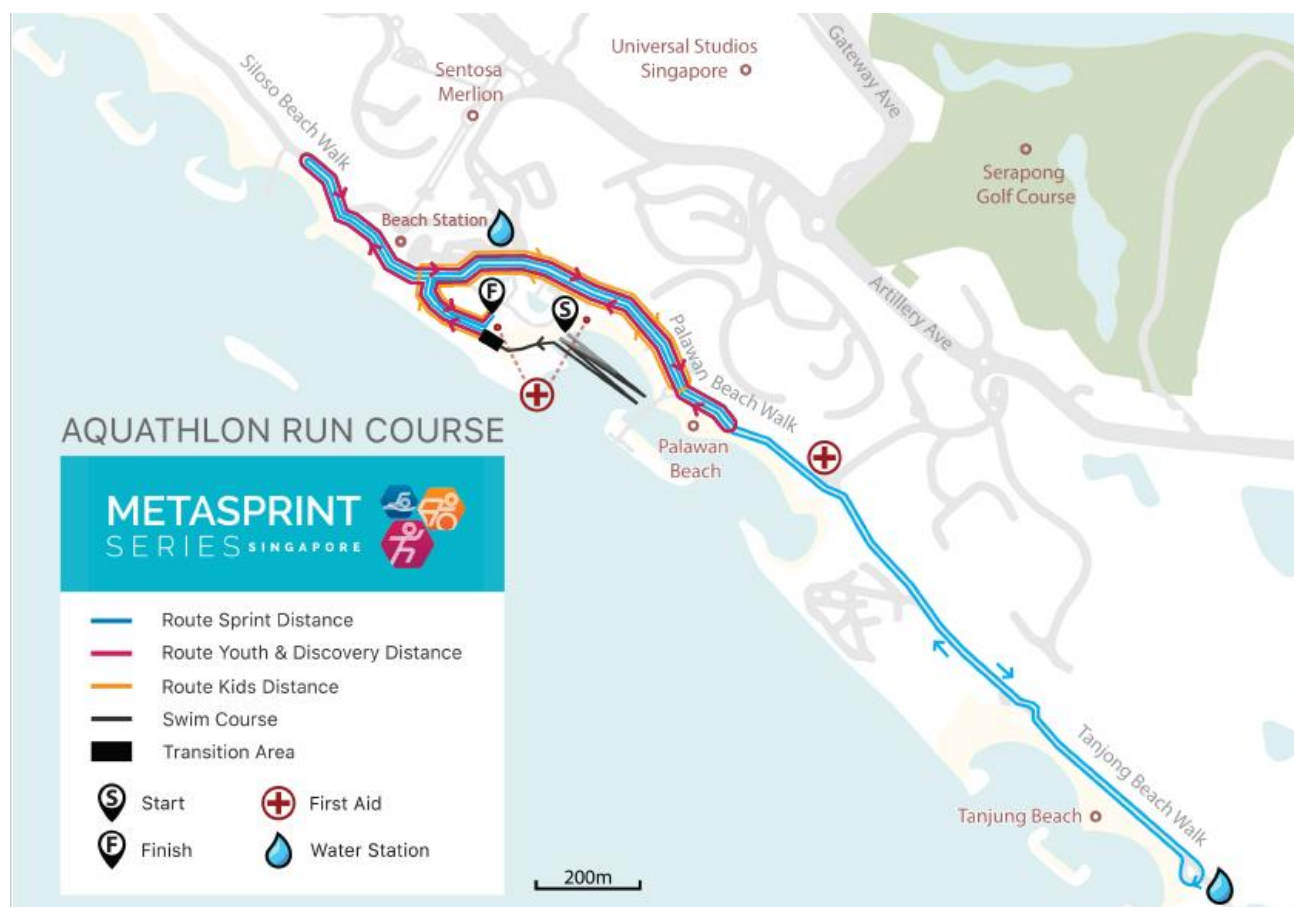 Universal Studios
Singapore
Gateway Ave
Sentosa
Merlion
Siloso Beach Walk
Serapong
Golf Course
Beach Station
F
S
Artillery Ave
Palawan Beach Walk
Palawan
Beach
AQUATHLON RUN COURSE
METASPRINT
SERIES SINGAPORE
Route Sprint Distance
Route Youth & Discovery Distance
Route Kids Distance
Swim Course
Transition Area
S Start
First Aid
F Finish
Water Station
Tanjong Beach Walk
Tanjung Beach
200m